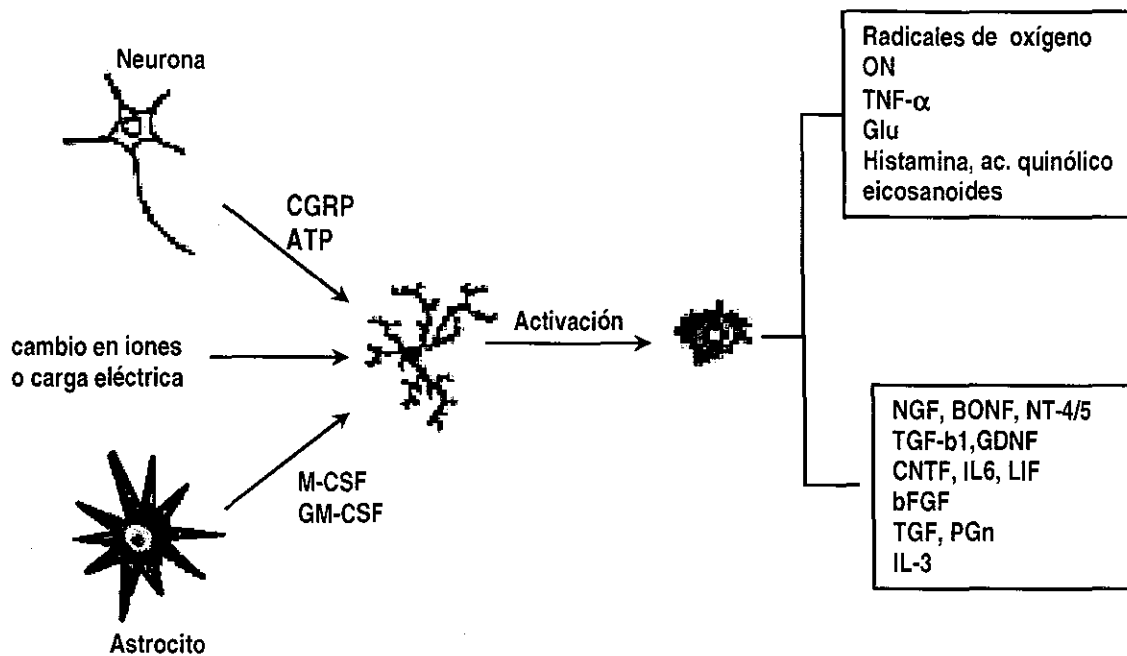 Neurona
CGRP
ATP
cambio en iones
o carga eléctrica
M-CSF
GM-CSF
Astrocito
Activación
Radicales de oxígeno
ON
TNF-α
Glu
Histamina, ac. quinólico
eicosanoides
NGF, BONF, NT-4/5
TGF-b1,GDNF
CNTF, IL6, LIF
bFGF
TGF, PGn
IL-3